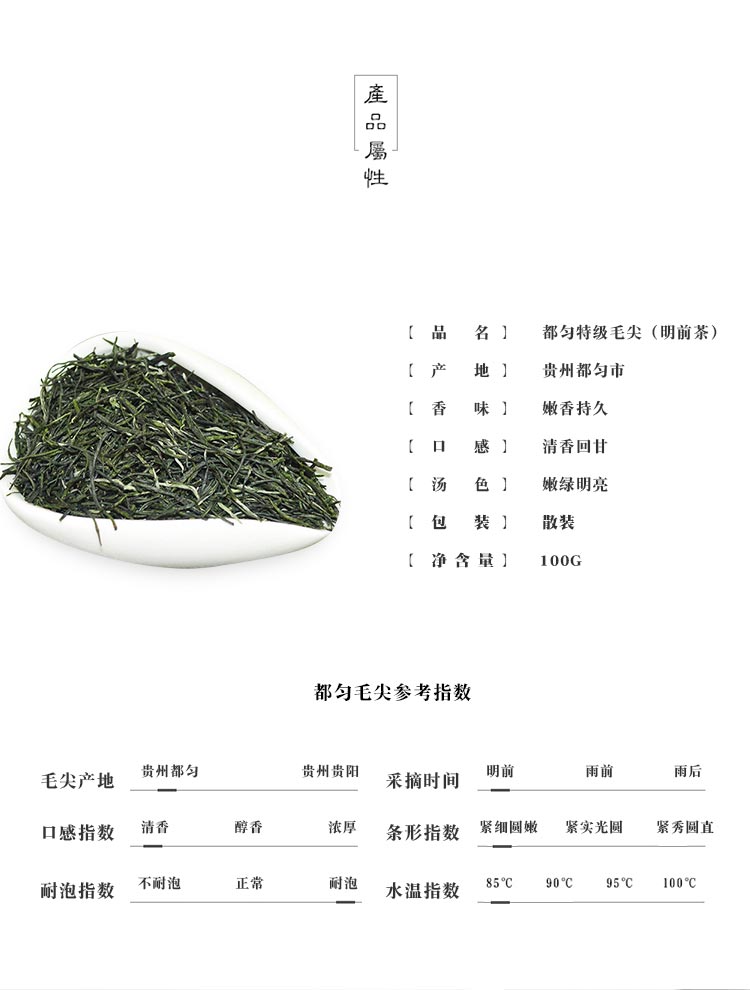 產品屬性
【 品 名 】 都匀特级毛尖（明前茶）
【 产 地 】 贵州都匀市
【 香 味 】 嫩香持久
【 口 感 】 清香回甘
【 汤 色 】 嫩绿明亮
【 包 装 】 散装
【 净 含 量 】 100G
都匀毛尖参考指数
毛尖产地 贵州都匀 贵州贵阳
采摘时间 明前 雨前 雨后
口感指数 清香 醇香 浓厚
条形指数 紧细圆嫩 紧实光圆 紧秀圆直
耐泡指数 不耐泡 正常 耐泡
水温指数 85℃ 90℃ 95℃ 100℃